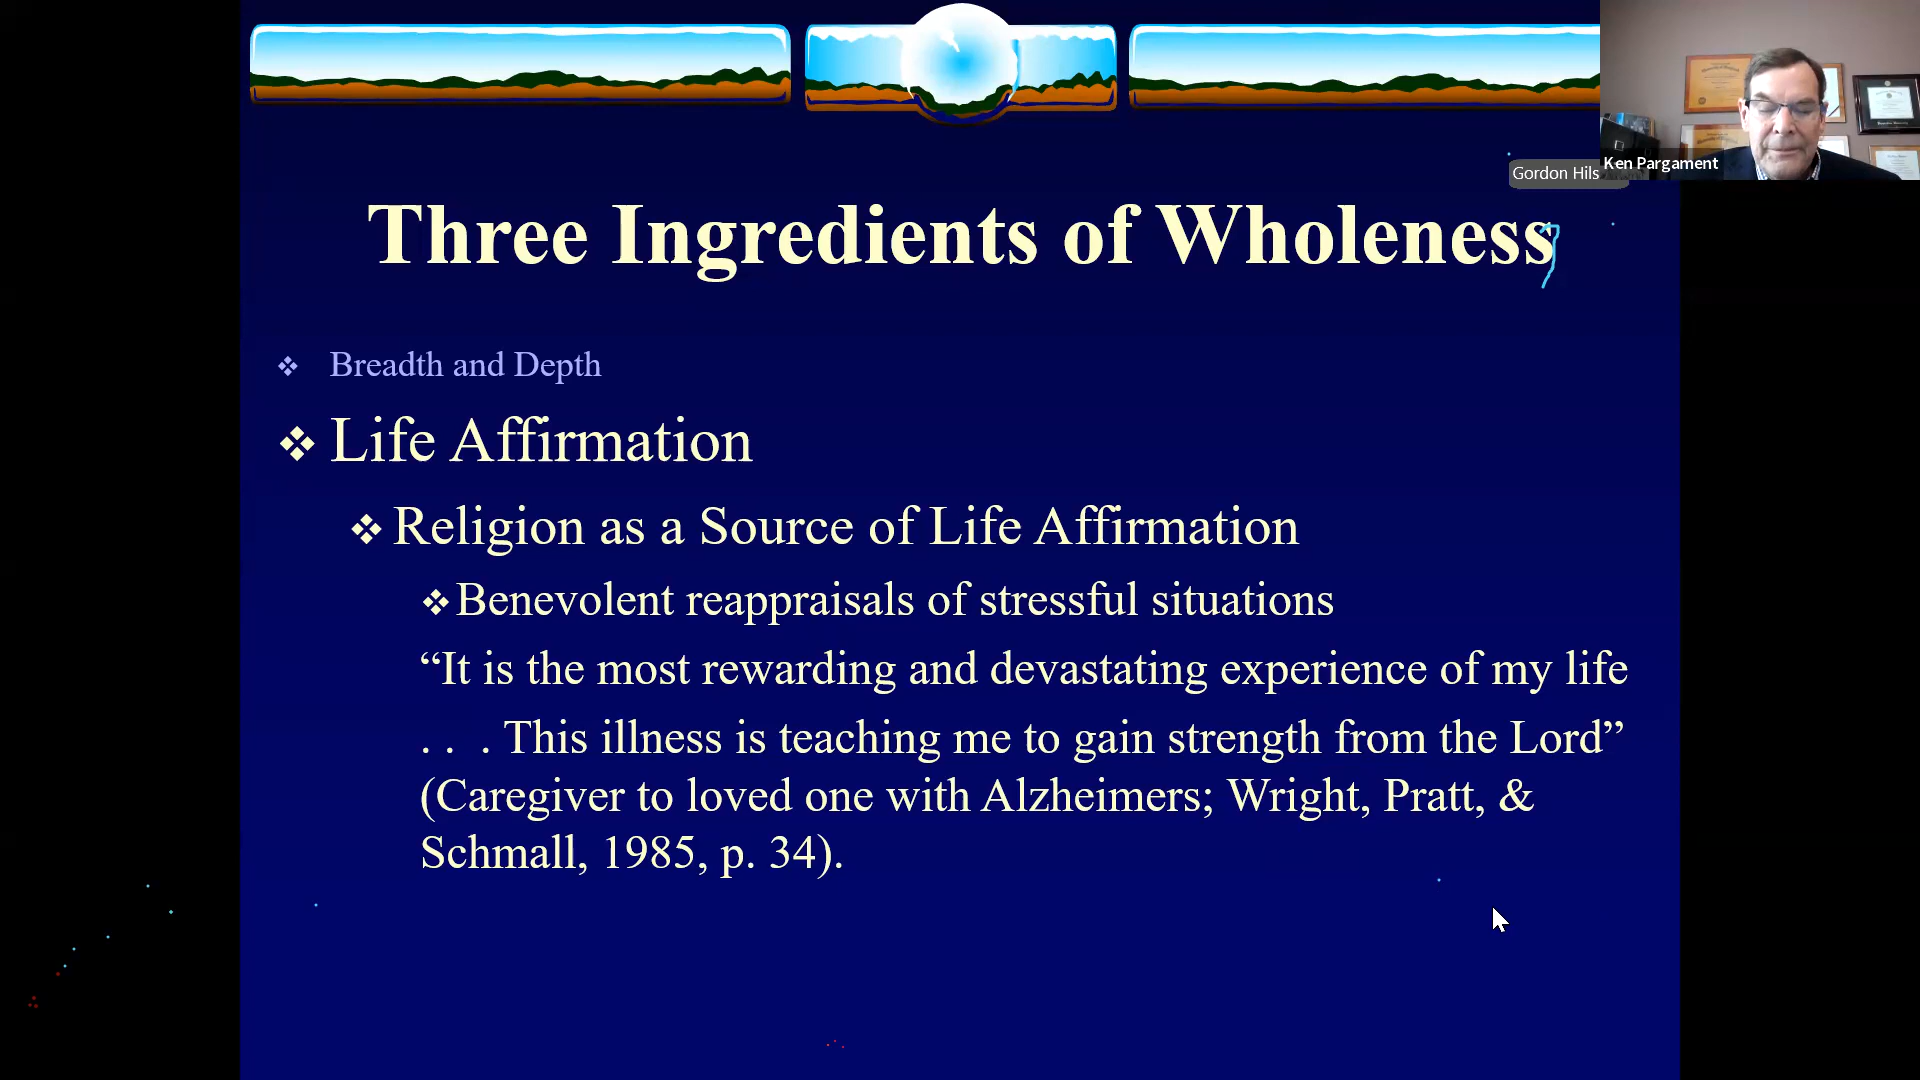 Gordon Hils
Ken Pargament
Three Ingredients of Wholeness
❖ Breadth and Depth
❖ Life Affirmation
❖ Religion as a Source of Life Affirmation
❖ Benevolent reappraisals of stressful situations
“It is the most rewarding and devastating experience of my life
. . . This illness is teaching me to gain strength from the Lord”
(Caregiver to loved one with Alzheimers; Wright, Pratt, &
Schmall, 1985, p. 34).